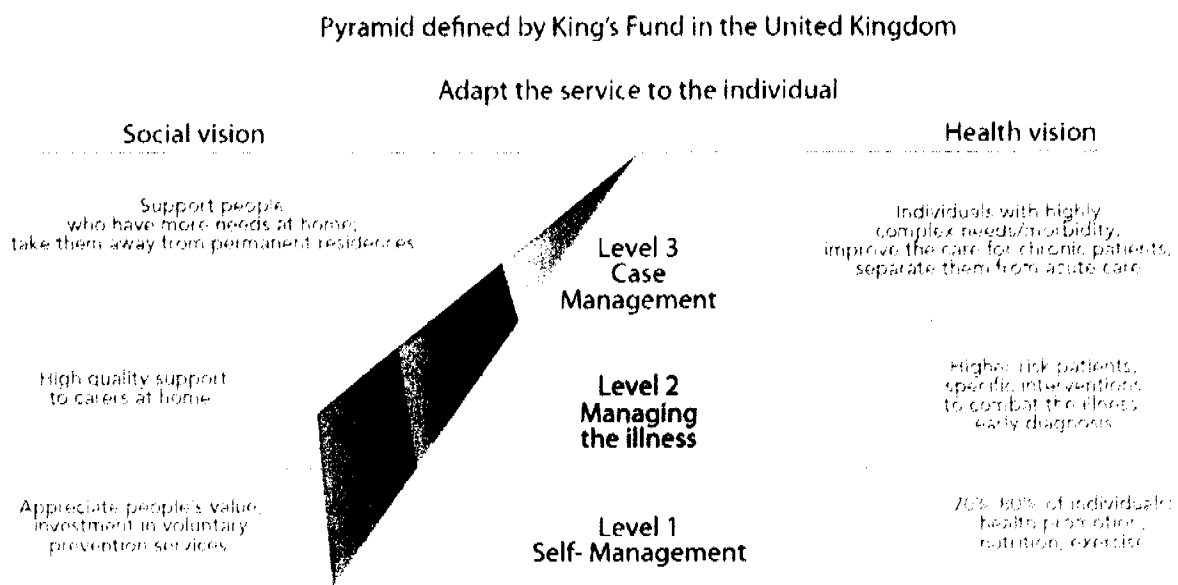 Pyramid defined by King's Fund in the United Kingdom
Adapt the service to the individual
Social vision
Health vision
Support people
who have more needs at home;
take them away from permanent residences
Individuals with highly
complex needs/morbidity,
improve the care for chronic patients,
separate them from acute care
Level 3
Case
Management
High quality support
to carers at home
Level 2
Managing
the illness
Higher risk patients,
specific interventions
to combat the illness
early diagnosis
Appreciate people's value,
investment in voluntary
prevention services
Level 1
Self- Management
70%-80% of individuals:
health promotion,
nutrition, exercise